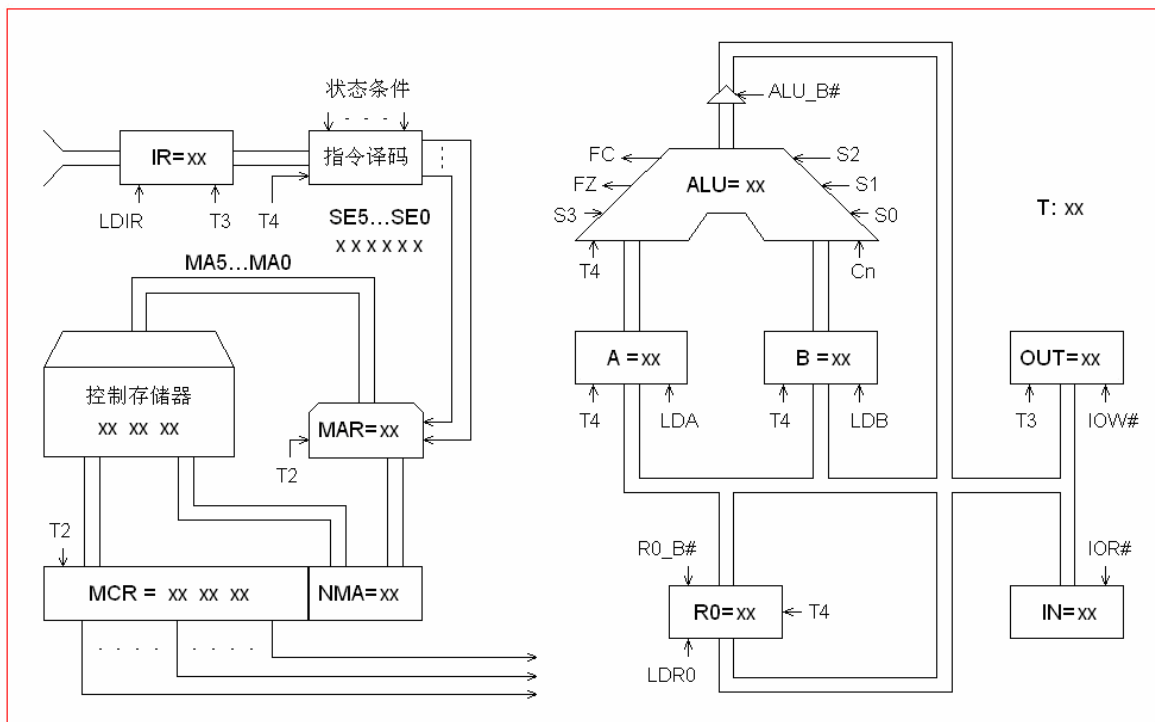 状态条件
IR=xx
指令译码
LDIR
T3
T4
SE5...SE0
x x x x x x
MA5...MA0
控制存储器
xx xx xx
MAR=xx
T2
T2
MCR = xx xx xx
NMA=xx
ALU_B#
FC
S2
FZ
ALU= xx
S1
S3
S0
T4
Cn
T: xx
A =xx
B =xx
OUT=xx
T4
LDA
T4
LDB
T3
IOW#
R0_B#
IOR#
R0=xx
T4
IN=xx
LDR0